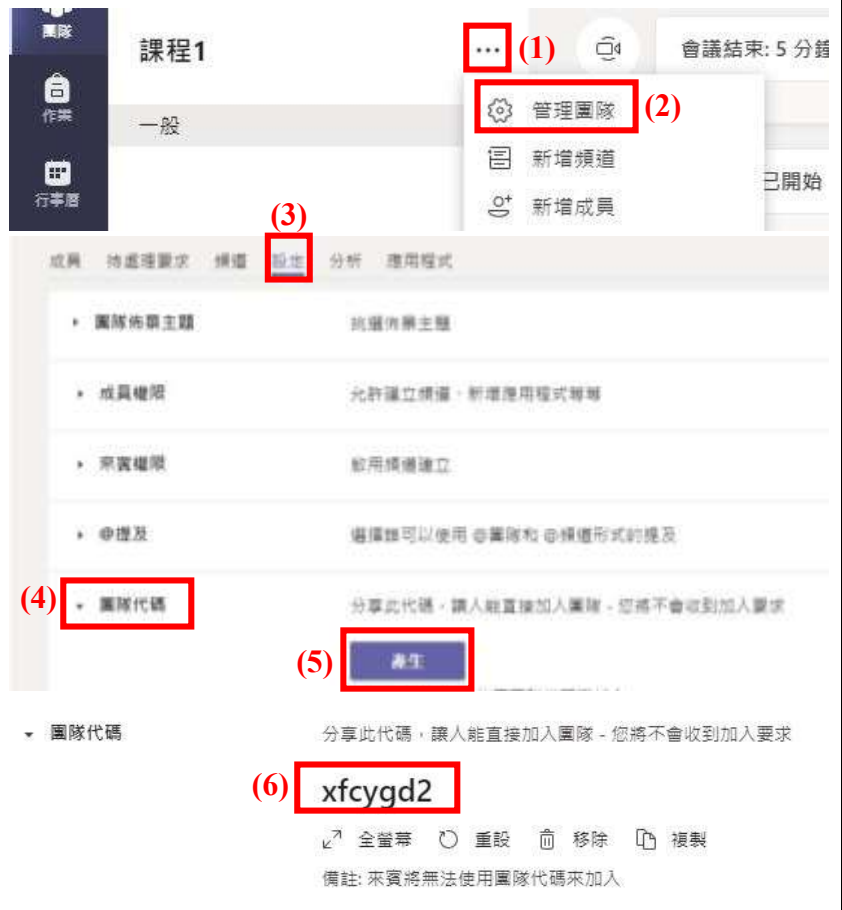 團隊
課程1
... (1)
會議結束: 5 分鐘
作業
一般
管理團隊 (2)
新增頻道
已開始
行事曆
新增成員
(3)
成員 待處理要求 頻道 設定 分析 應用程式
團隊佈景主題 挑選佈景主題
成員權限 允許建立頻道、新增應用程式等等
來賓權限 啟用頻道建立
@提及 選擇誰可以使用 @團隊和 @頻道形式的提及
(4) 團隊代碼 分享此代碼,讓人能直接加入團隊 - 您將不會收到加入要求
(5) 產生
團隊代碼 分享此代碼,讓人能直接加入團隊 - 您將不會收到加入要求
(6) xfcygd2
全螢幕 重設 移除 複製
備註: 來賓將無法使用團隊代碼來加入